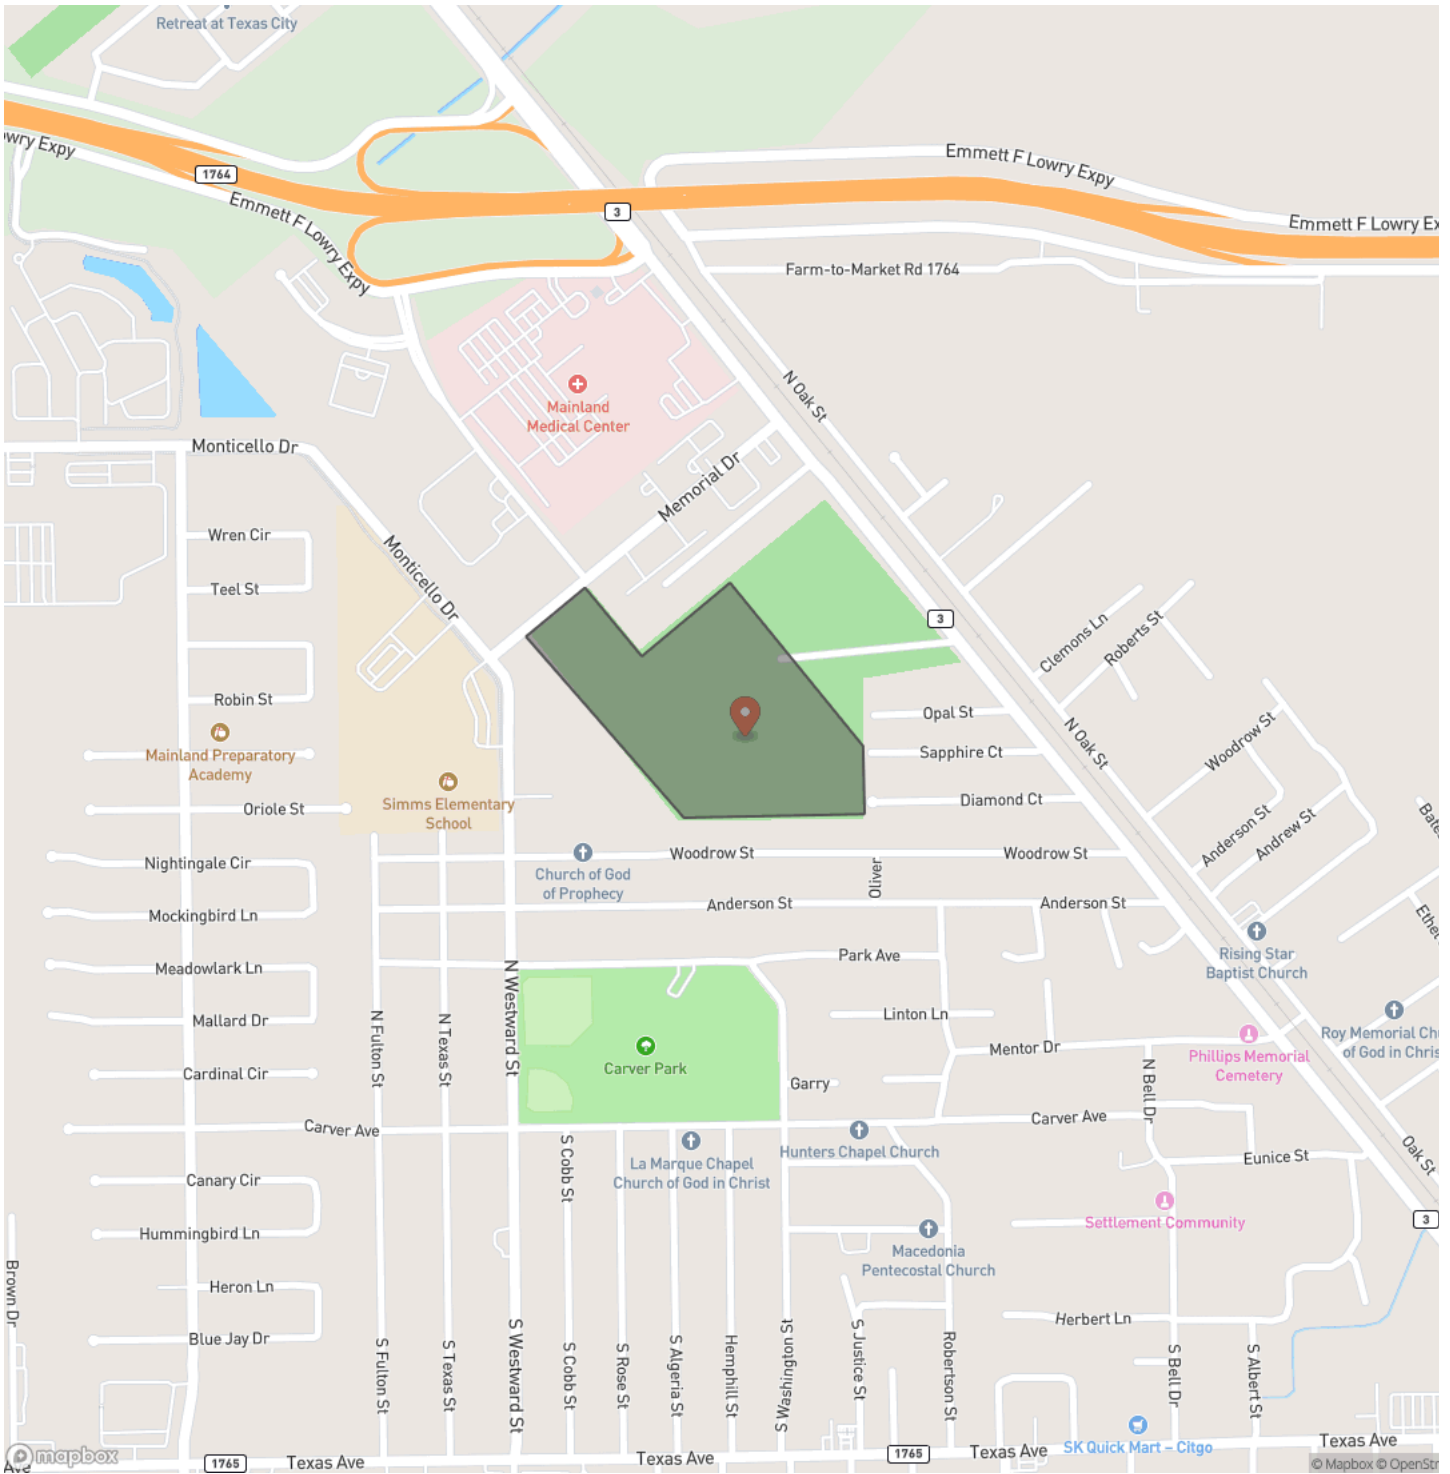 Retreat at Texas City
owry Expy
1764
Emmett F Lowry Expy
3
Emmett F Lowry Expy
Emmett F Lowry Ex
Farm-to-Market Rd 1764
Mainland
Medical Center
N Oak St
Monticello Dr
Memorial Dr
Wren Cir
Monticello Dr
Teel St
3
Clemons Ln
Roberts St
Robin St
Opal St
N Oak St
Woodrow St
Mainland Preparatory
Academy
Sapphire Ct
Simms Elementary
School
Oriole St
Diamond Ct
Anderson St
Andrew St
Bate
Nightingale Cir
Church of God
of Prophecy
Woodrow St
Woodrow St
Oliver
Mockingbird Ln
Anderson St
Anderson St
Ethel
Rising Star
Baptist Church
Meadowlark Ln
N Westward St
Park Ave
Mallard Dr
N Fulton St
N Texas St
Linton Ln
Roy Memorial Chu
of God in Chris
Carver Park
Mentor Dr
Phillips Memorial
Cemetery
Cardinal Cir
Garry
N Bell Dr
Carver Ave
Carver Ave
La Marque Chapel
Church of God in Christ
Hunters Chapel Church
S Cobb St
Eunice St
Oak St
Canary Cir
Settlement Community
3
Hummingbird Ln
Macedonia
Pentecostal Church
Brown Dr
Heron Ln
Herbert Ln
Blue Jay Dr
S Fulton St
S Texas St
S Westward St
S Cobb St
S Rose St
S Algeria St
Hemphill St
S Washington St
S Justice St
Robertson St
S Bell Dr
S Albert St
SK Quick Mart – Citgo
mapbox
Ave
1765
Texas Ave
Texas Ave
1765
Texas Ave
Texas Ave
© Mapbox © OpenStr